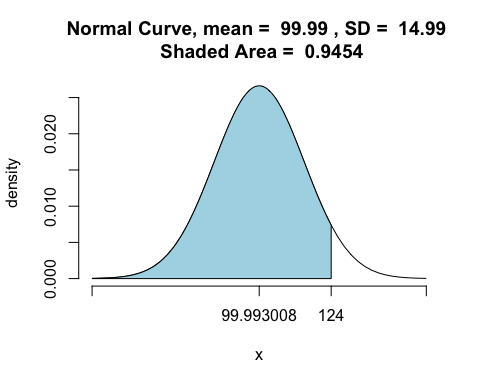 Normal Curve, mean =  99.99 , SD =  14.99
Shaded Area =  0.9454
density
0.020
0.010
0.000
99.993008
124
x